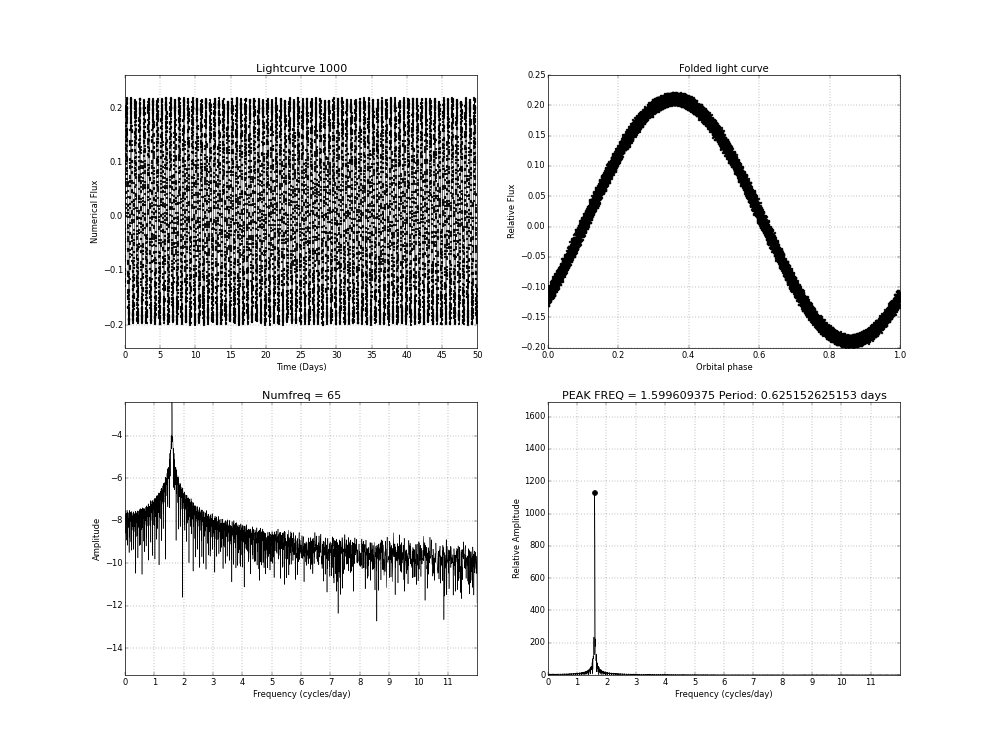 Lightcurve 1000
Numerical Flux
0.2
0.1
0.0
−0.1
−0.2
0 5 10 15 20 25 30 35 40 45 50
Time (Days)
Folded light curve
Relative Flux
0.25
0.20
0.15
0.10
0.05
0.00
−0.05
−0.10
−0.15
−0.20
0.0 0.2 0.4 0.6 0.8 1.0
Orbital phase
Numfreq = 65
Amplitude
−4
−6
−8
−10
−12
−14
0 1 2 3 4 5 6 7 8 9 10 11
Frequency (cycles/day)
PEAK FREQ = 1.599609375 Period: 0.625152625153 days
Relative Amplitude
1600
1400
1200
1000
800
600
400
200
0
0 1 2 3 4 5 6 7 8 9 10 11
Frequency (cycles/day)